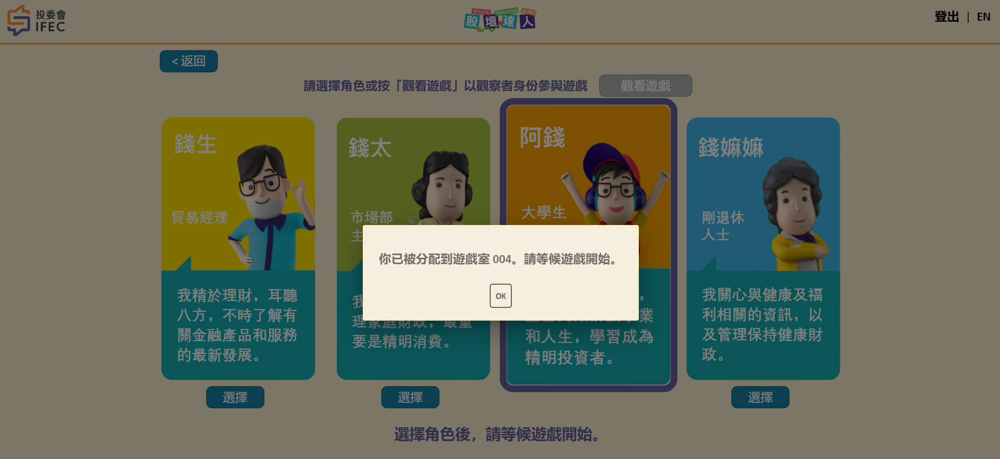 投委會
IFEC
STOCK TRADING GURU
股壇達人
登出 | EN
< 返回
請選擇角色或按「觀看遊戲」以觀察者身份參與遊戲
觀看遊戲
錢生
貿易經理
我精於理財，耳聽
八方，不時了解有
關金融產品和服務
的最新發展。
選擇
錢太
市場部
主
我
理家庭財政，最重
要是精明消費。
選擇
阿錢
大學生
，
業
和人生，學習成為
精明投資者。
錢嫲嫲
剛退休
人士
我關心與健康及福
利相關的資訊，以
及管理保持健康財
政。
選擇
你已被分配到遊戲室 004。請等候遊戲開始。
OK
選擇角色後，請等候遊戲開始。